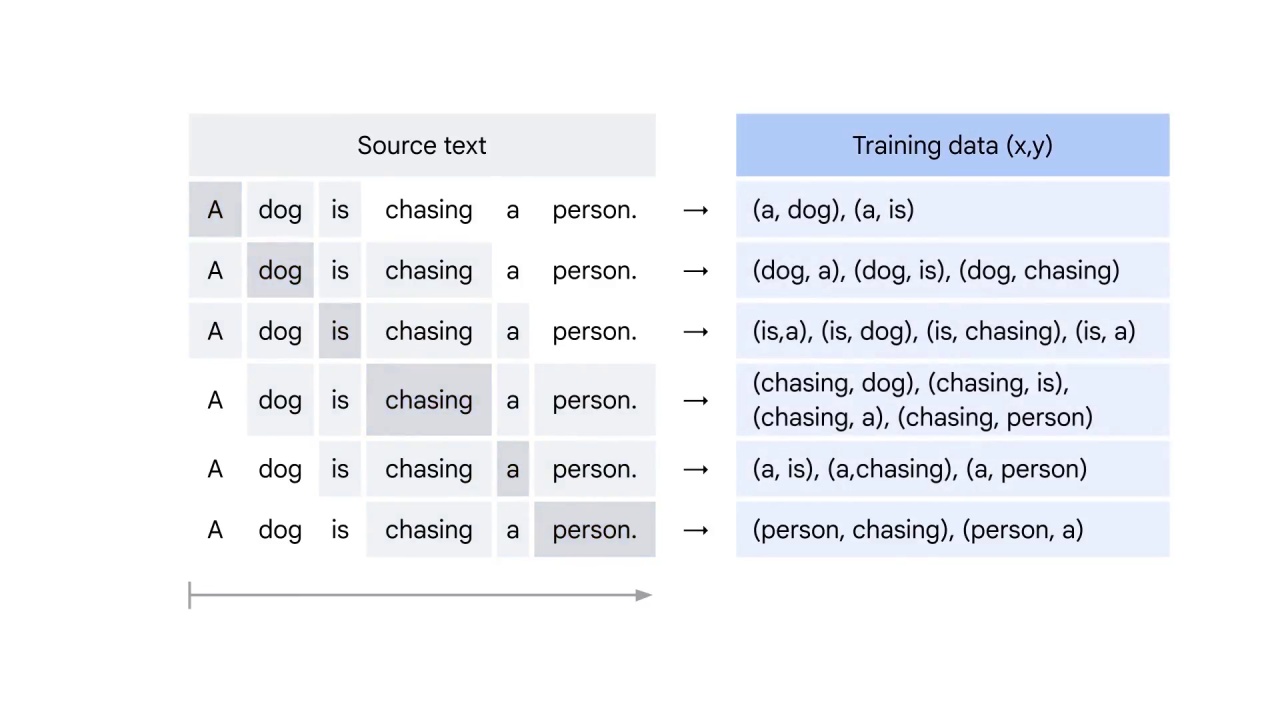 Source text → Training data (x,y)
A dog is chasing a person. → (a, dog), (a, is)
A dog is chasing a person. → (dog, a), (dog, is), (dog, chasing)
A dog is chasing a person. → (is,a), (is, dog), (is, chasing), (is, a)
A dog is chasing a person. → (chasing, dog), (chasing, is),
(chasing, a), (chasing, person)
A dog is chasing a person. → (a, is), (a,chasing), (a, person)
A dog is chasing a person. → (person, chasing), (person, a)